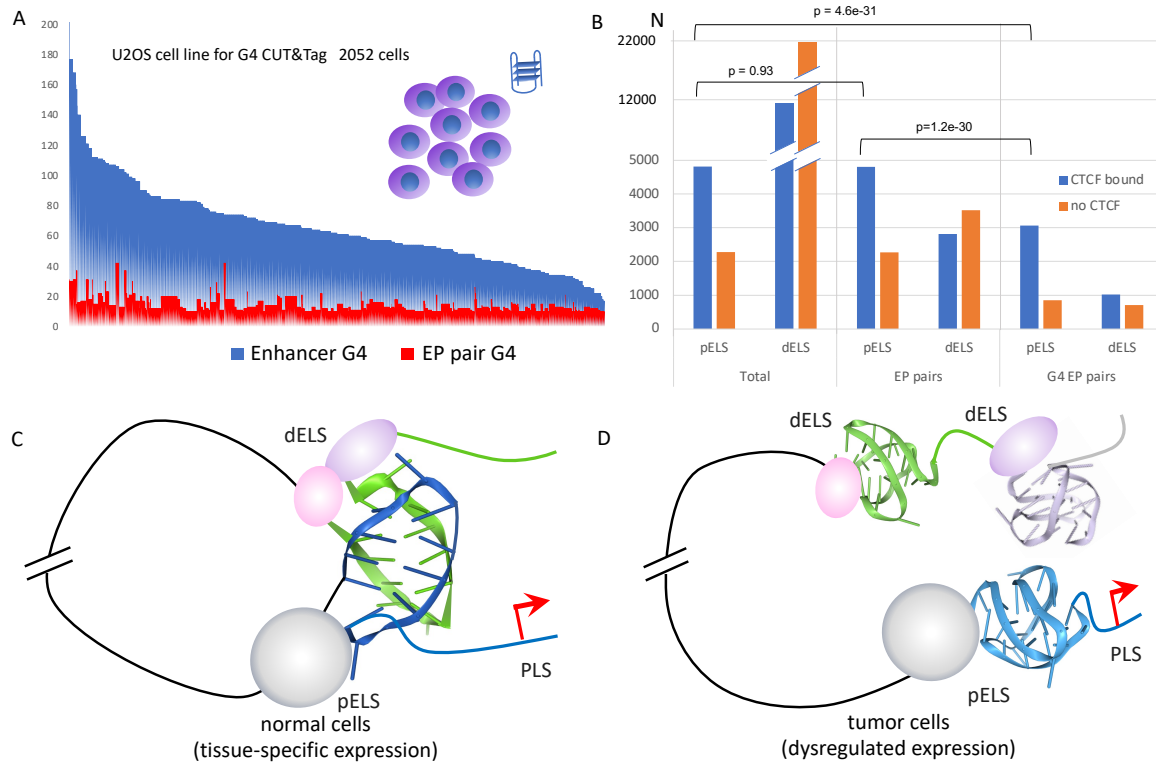 A
U2OS cell line for G4 CUT&Tag 2052 cells
200
180
160
140
120
100
80
60
40
20
0
Enhancer G4
EP pair G4
B
N
p = 4.6e-31
p = 0.93
p=1.2e-30
22000
12000
5000
4000
3000
2000
1000
0
CTCF bound
no CTCF
pELS dELS pELS dELS pELS dELS
Total EP pairs G4 EP pairs
C
dELS
PLS
pELS
normal cells
(tissue-specific expression)
D
dELS
dELS
PLS
pELS
tumor cells
(dysregulated expression)